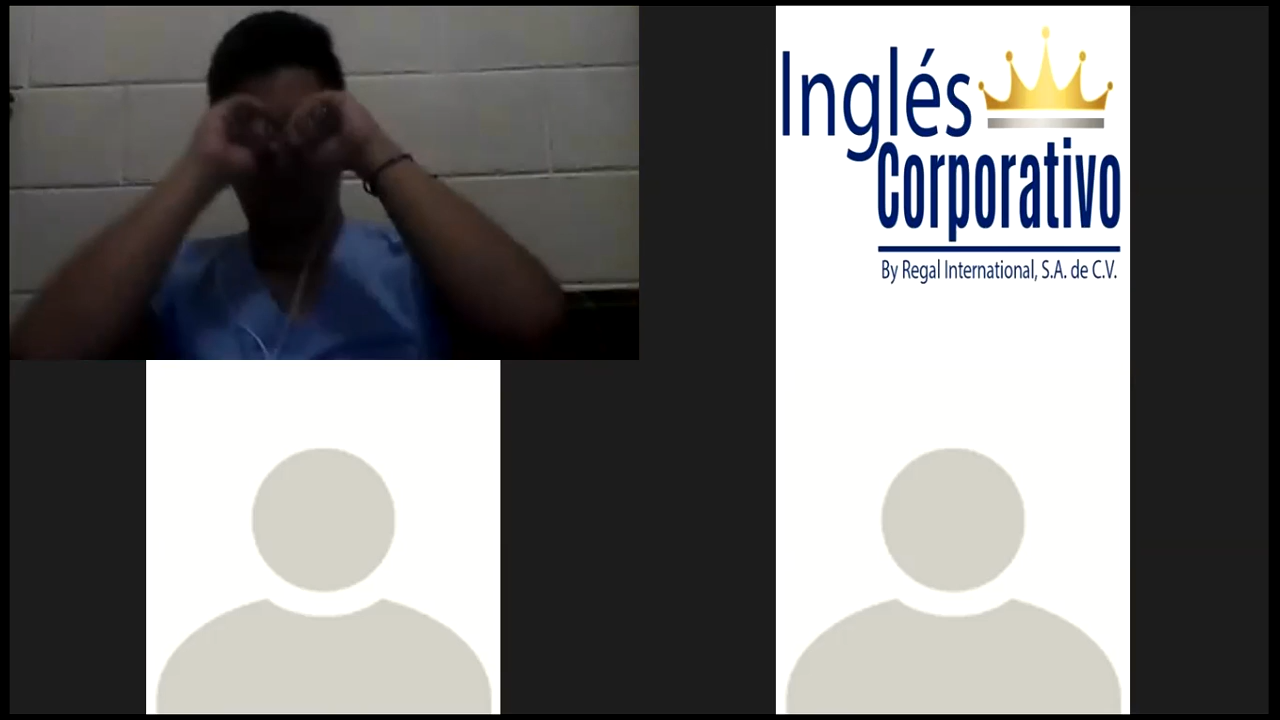 Inglés
Corporativo
By Regal International, S.A. de C.V.